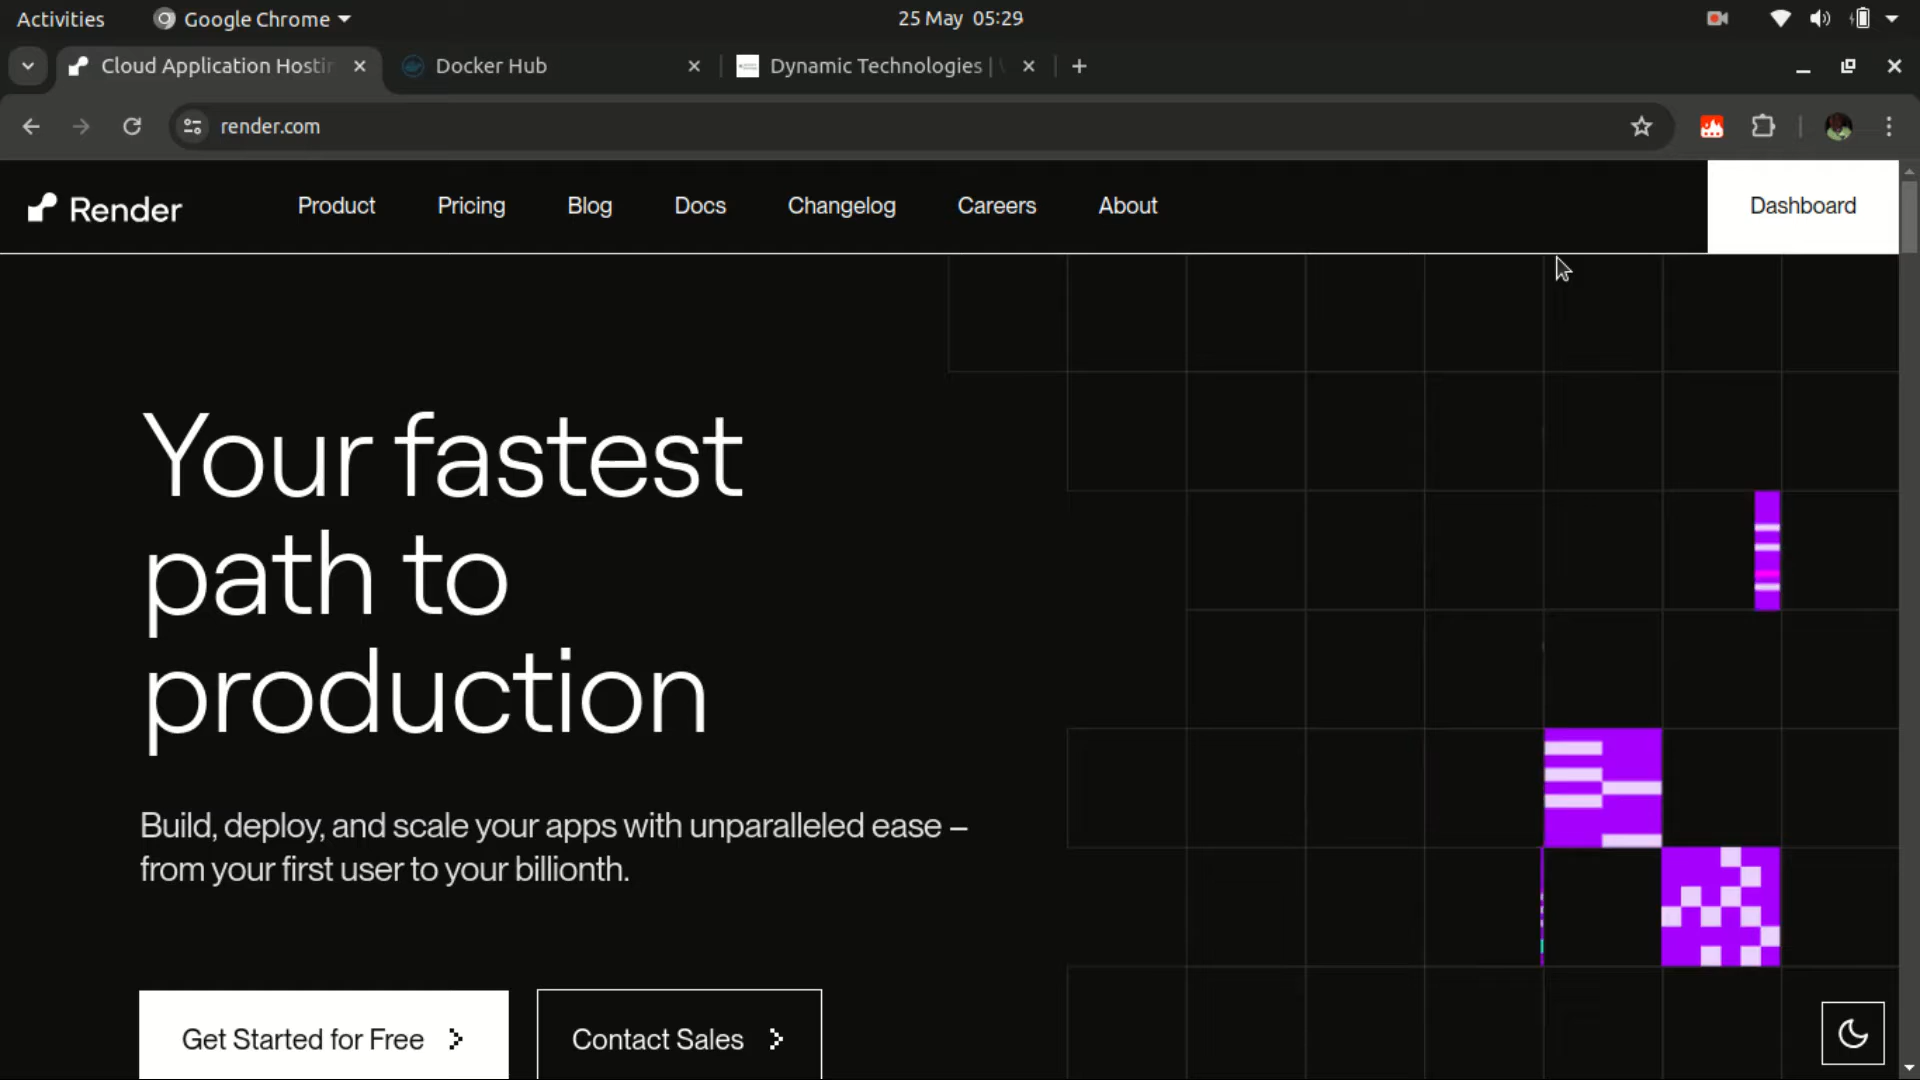 Activities
Google Chrome
25 May 05:29
Cloud Application Hostin
Docker Hub
Dynamic Technologies |
render.com
Render
Product
Pricing
Blog
Docs
Changelog
Careers
About
Dashboard
Your fastest
path to
production
Build, deploy, and scale your apps with unparalleled ease –
from your first user to your billionth.
Get Started for Free
Contact Sales